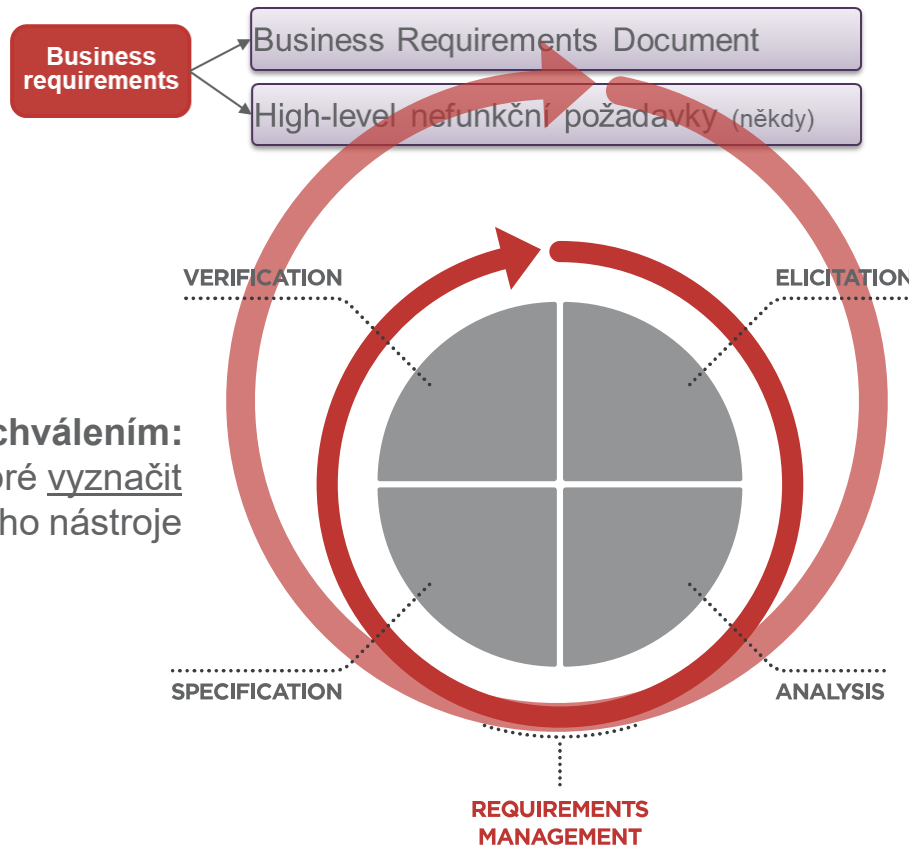 Business
requirements
Business Requirements Document
High-level nefunkční požadavky (někdy)
VERIFICATION
ELICITATION
chválením:
ré vyznačit
ho nástroje
SPECIFICATION
ANALYSIS
REQUIREMENTS
MANAGEMENT